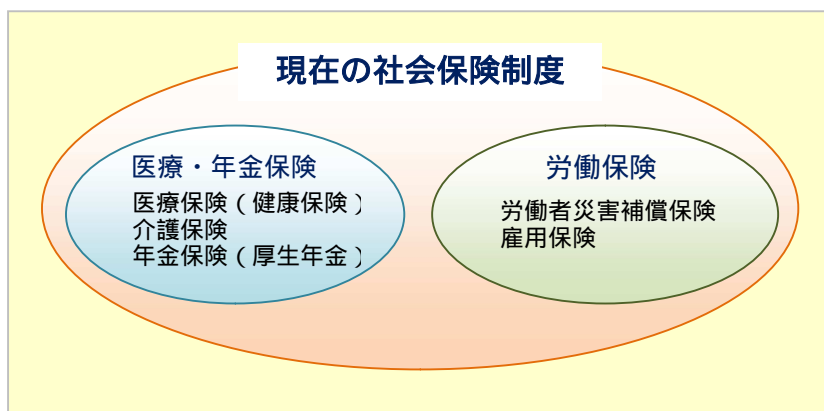 現在の社会保険制度
医療・年金保険
医療保険（健康保険）
介護保険
年金保険（厚生年金）
労働保険
労働者災害補償保険
雇用保険